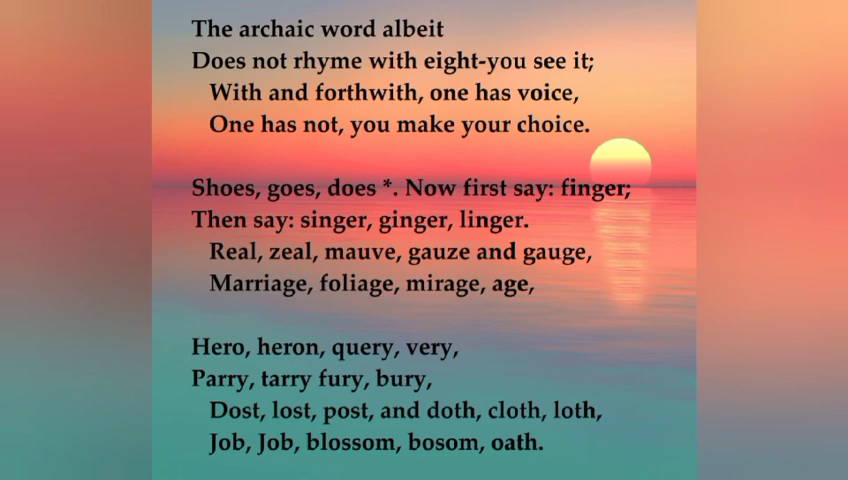 The archaic word albeit
Does not rhyme with eight-you see it;
With and forthwith, one has voice,
One has not, you make your choice.
Shoes, goes, does *. Now first say: finger;
Then say: singer, ginger, linger.
Real, zeal, mauve, gauze and gauge,
Marriage, foliage, mirage, age,
Hero, heron, query, very,
Parry, tarry fury, bury,
Dost, lost, post, and doth, cloth, loth,
Job, Job, blossom, bosom, oath.